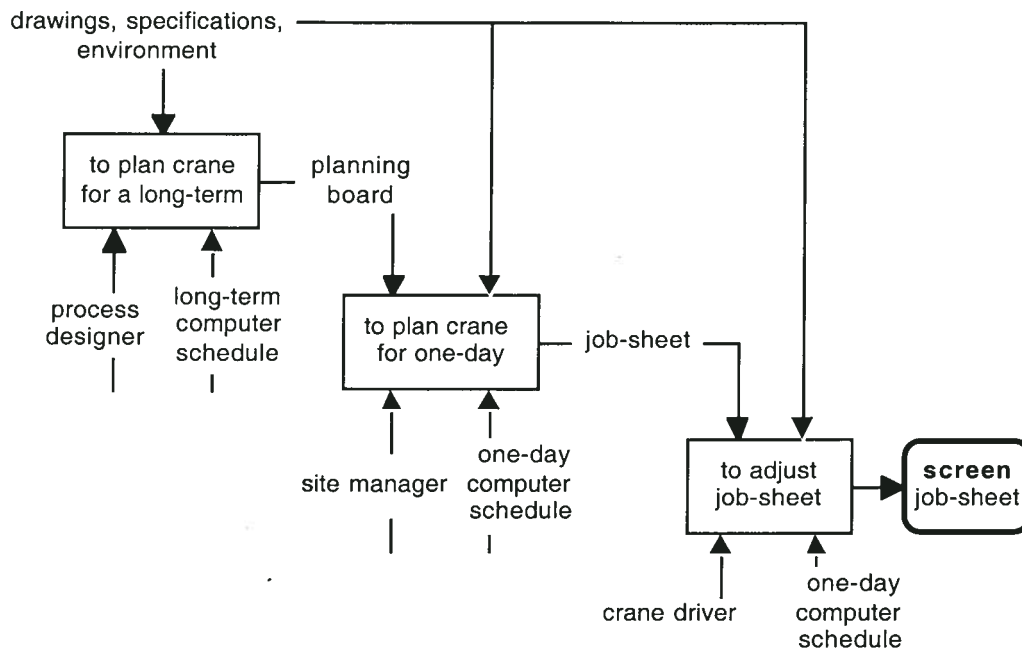 drawings, specifications,
environment
to plan crane
for a long-term
planning
board
process
designer
long-term
computer
schedule
to plan crane
for one-day
job-sheet
site manager
one-day
computer
schedule
to adjust
job-sheet
screen
job-sheet
crane driver
one-day
computer
schedule